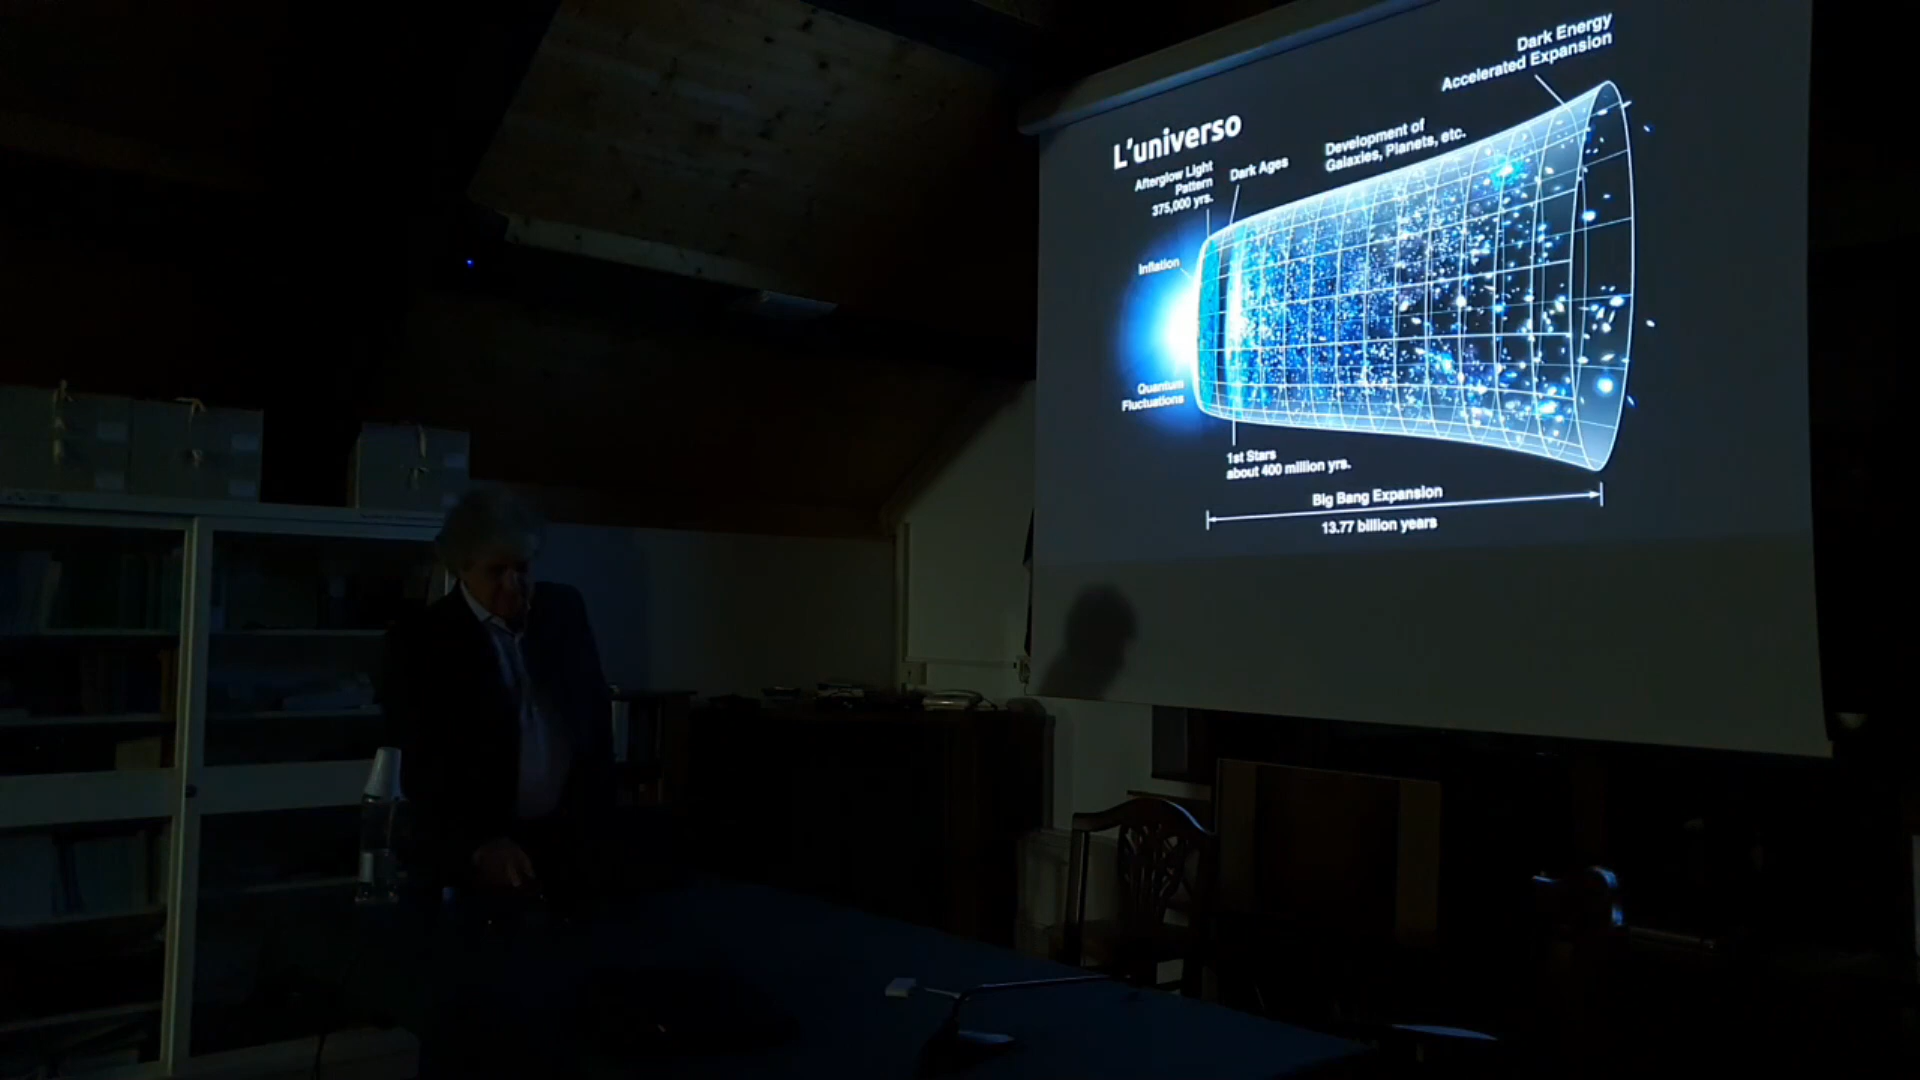 Dark Energy
Accelerated Expansion
L'universo
Afterglow Light
Pattern
375,000 yrs.
Dark Ages
Development of
Galaxies, Planets, etc.
Inflation
Quantum
Fluctuations
1st Stars
about 400 million yrs.
Big Bang Expansion
13.77 billion years